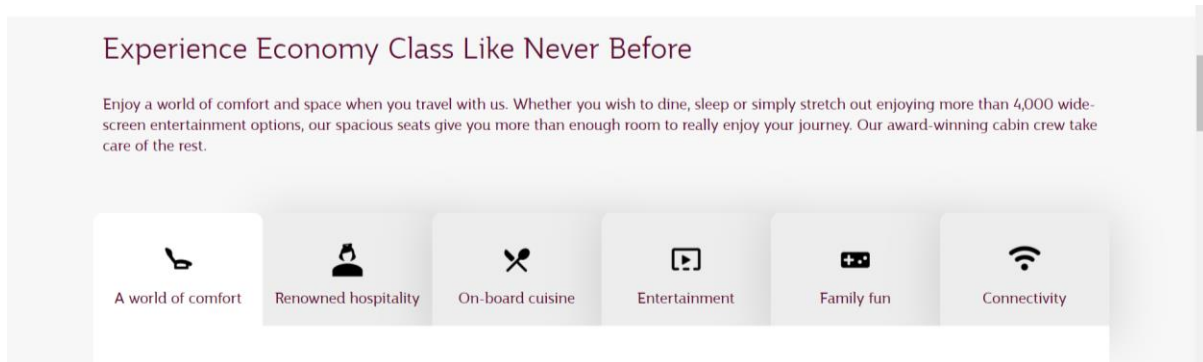 Experience Economy Class Like Never Before
Enjoy a world of comfort and space when you travel with us. Whether you wish to dine, sleep or simply stretch out enjoying more than 4,000 wide-
screen entertainment options, our spacious seats give you more than enough room to really enjoy your journey. Our award-winning cabin crew take
care of the rest.
A world of comfort
Renowned hospitality
On-board cuisine
Entertainment
Family fun
Connectivity